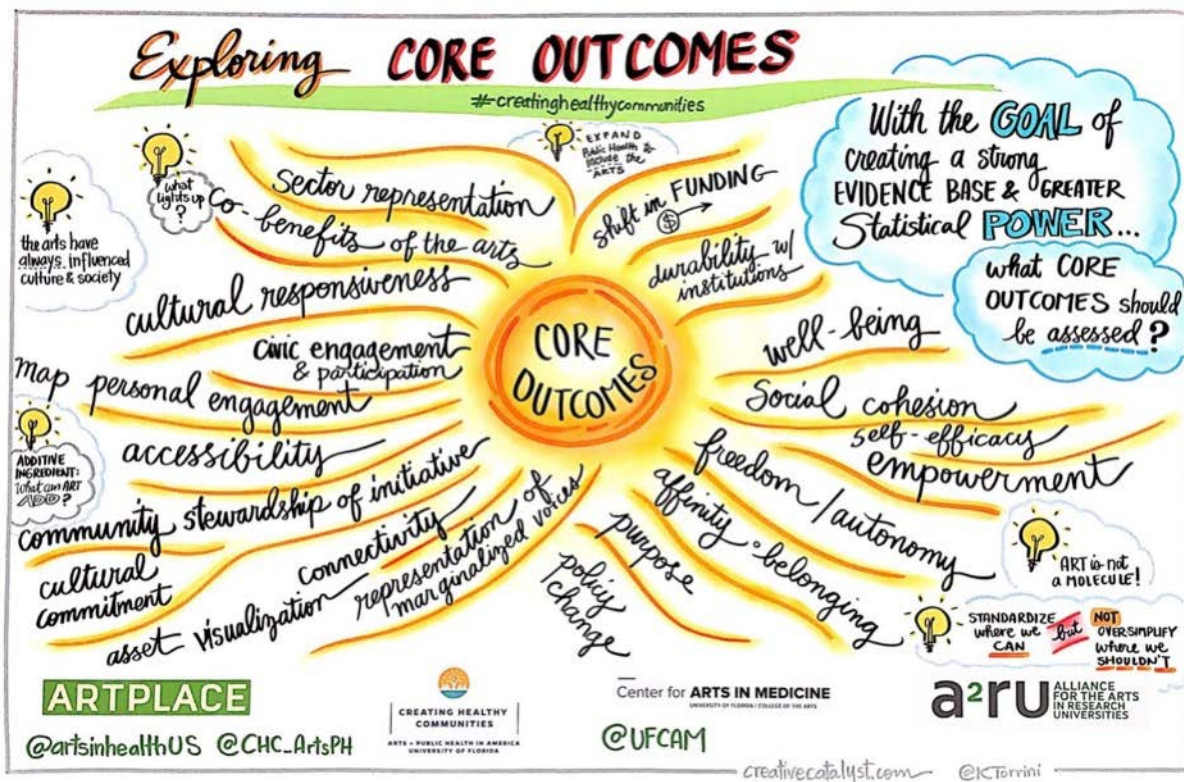 Exploring CORE OUTCOMES
#creatinghealthycommunities
the arts have
always influenced
culture & society
what
lights up
?
EXPAND
Public Health to
include the
ARTS
With the GOAL of
creating a strong
EVIDENCE BASE & GREATER
Statistical POWER...
what CORE
OUTCOMES should
be assessed?
CORE
OUTCOMES
Sector representation
Co-benefits of the arts
cultural responsiveness
civic engagement
& participation
map personal engagement
accessibility
ADDITIVE
INGREDIENT:
What can ART
ADD?
community stewardship of initiative
cultural
commitment
connectivity
asset visualization
representation of
marginalized voices
shift in FUNDING
$
durability w/
institutions
well-being
Social cohesion
self-efficacy
empowerment
freedom/autonomy
affinity belonging
purpose
policy
change
ART is not
A MOLECULE!
STANDARDIZE
where we
CAN
but
NOT
OVERSIMPLIFY
where we
SHOULDN'T
ARTPLACE
@artsinhealthUS @CHC_ArtsPH
CREATING HEALTHY
COMMUNITIES
ARTS + PUBLIC HEALTH IN AMERICA
UNIVERSITY OF FLORIDA
Center for ARTS IN MEDICINE
UNIVERSITY OF FLORIDA / COLLEGE OF THE ARTS
@UFCAM
a2ru ALLIANCE
FOR THE ARTS
IN RESEARCH
UNIVERSITIES
creativecatalyst.com @KTorrini